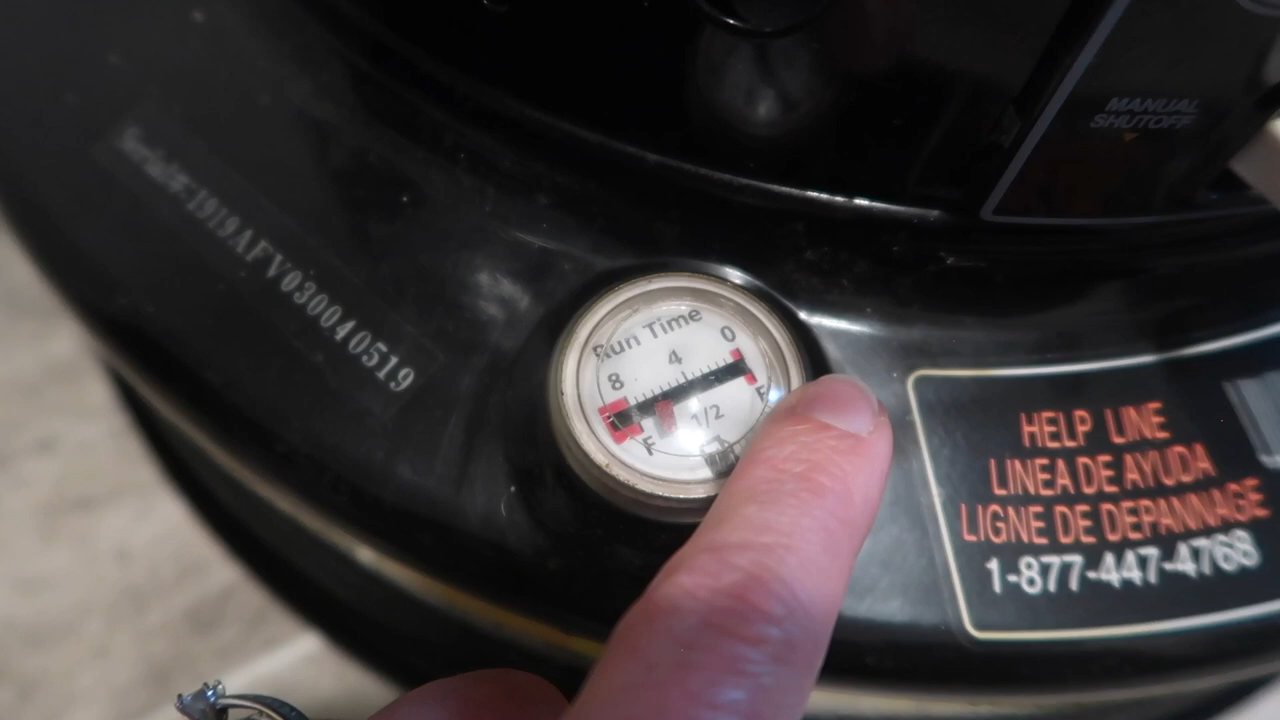 MANUAL
SHUTOFF
Serial#: 1919AFV030040519
Run Time
8 4 0
F 1/2 E
HELP LINE
LINEA DE AYUDA
LIGNE DE DEPANNAGE
1-877-447-4768